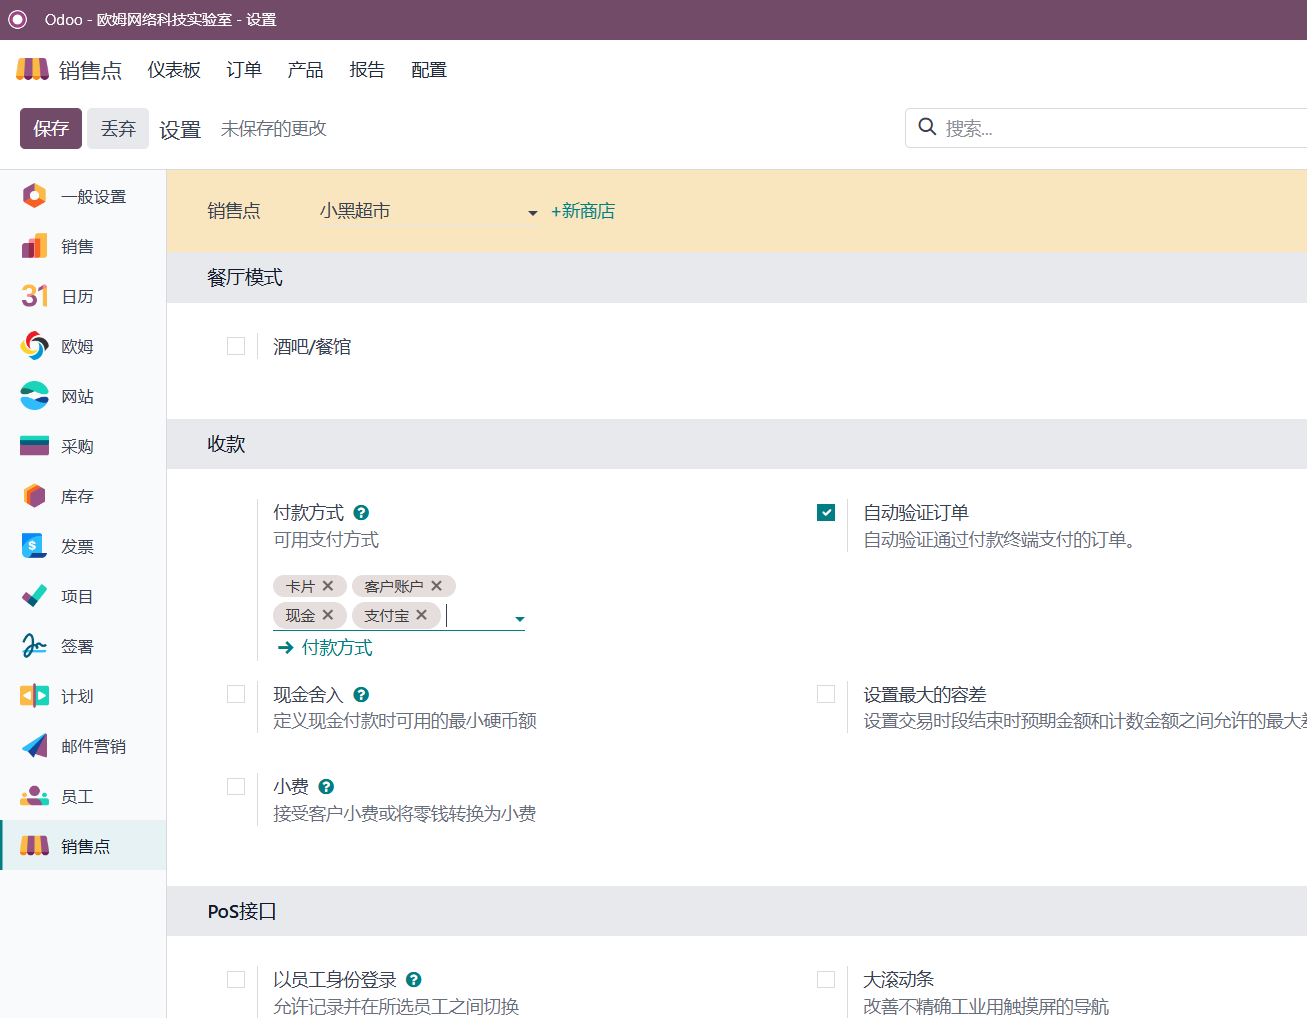 Odoo - 欧姆网络科技实验室 - 设置
销售点 仪表板 订单 产品 报告 配置
保存 丢弃 设置 未保存的更改 搜索...
一般设置
销售
31 日历
欧姆
网站
采购
库存
发票
项目
签署
计划
邮件营销
员工
销售点
销售点 小黑超市 +新商店
餐厅模式
酒吧/餐馆
收款
付款方式
可用支付方式
卡片 客户账户
现金 支付宝
付款方式
自动验证订单
自动验证通过付款终端支付的订单。
现金舍入
定义现金付款时可用的最小硬币额
设置最大的容差
设置交易时段结束时预期金额和计数金额之间允许的最大
小费
接受客户小费或将零钱转换为小费
PoS接口
以员工身份登录
允许记录并在所选员工之间切换
大滚动条
改善不精确工业用触摸屏的导航